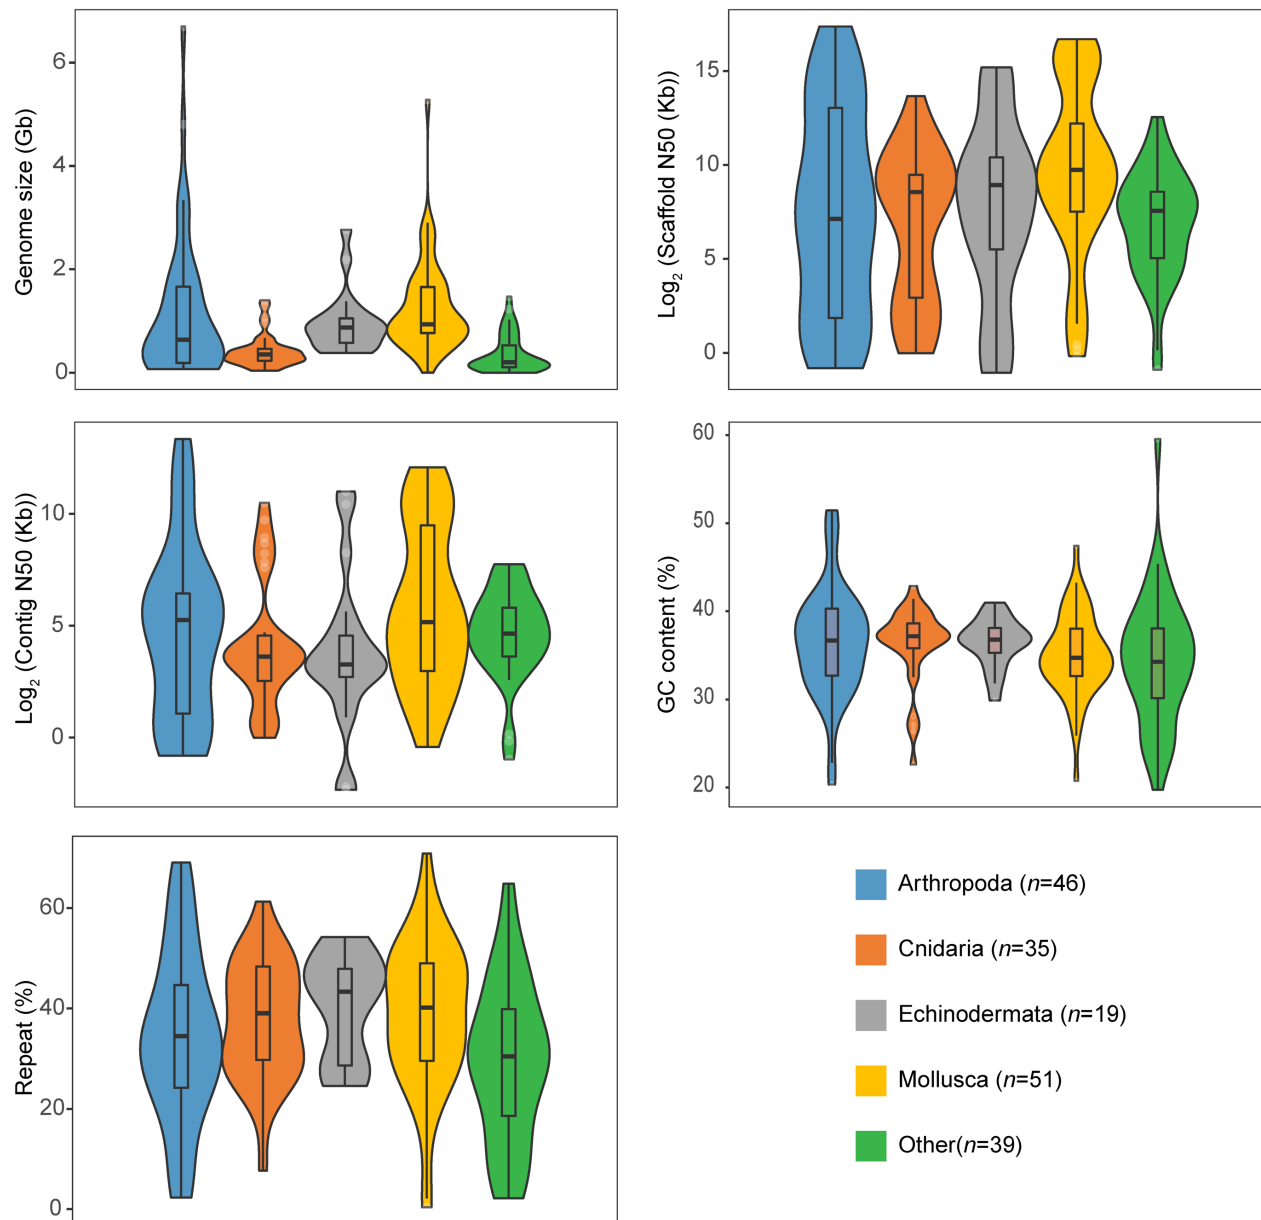 Genome size (Gb)
6
4
2
0
Log2 (Scaffold N50 (Kb))
15
10
5
0
Log2 (Contig N50 (Kb))
10
5
0
GC content (%)
60
50
40
30
20
Repeat (%)
60
40
20
0
Arthropoda (n=46)
Cnidaria (n=35)
Echinodermata (n=19)
Mollusca (n=51)
Other(n=39)